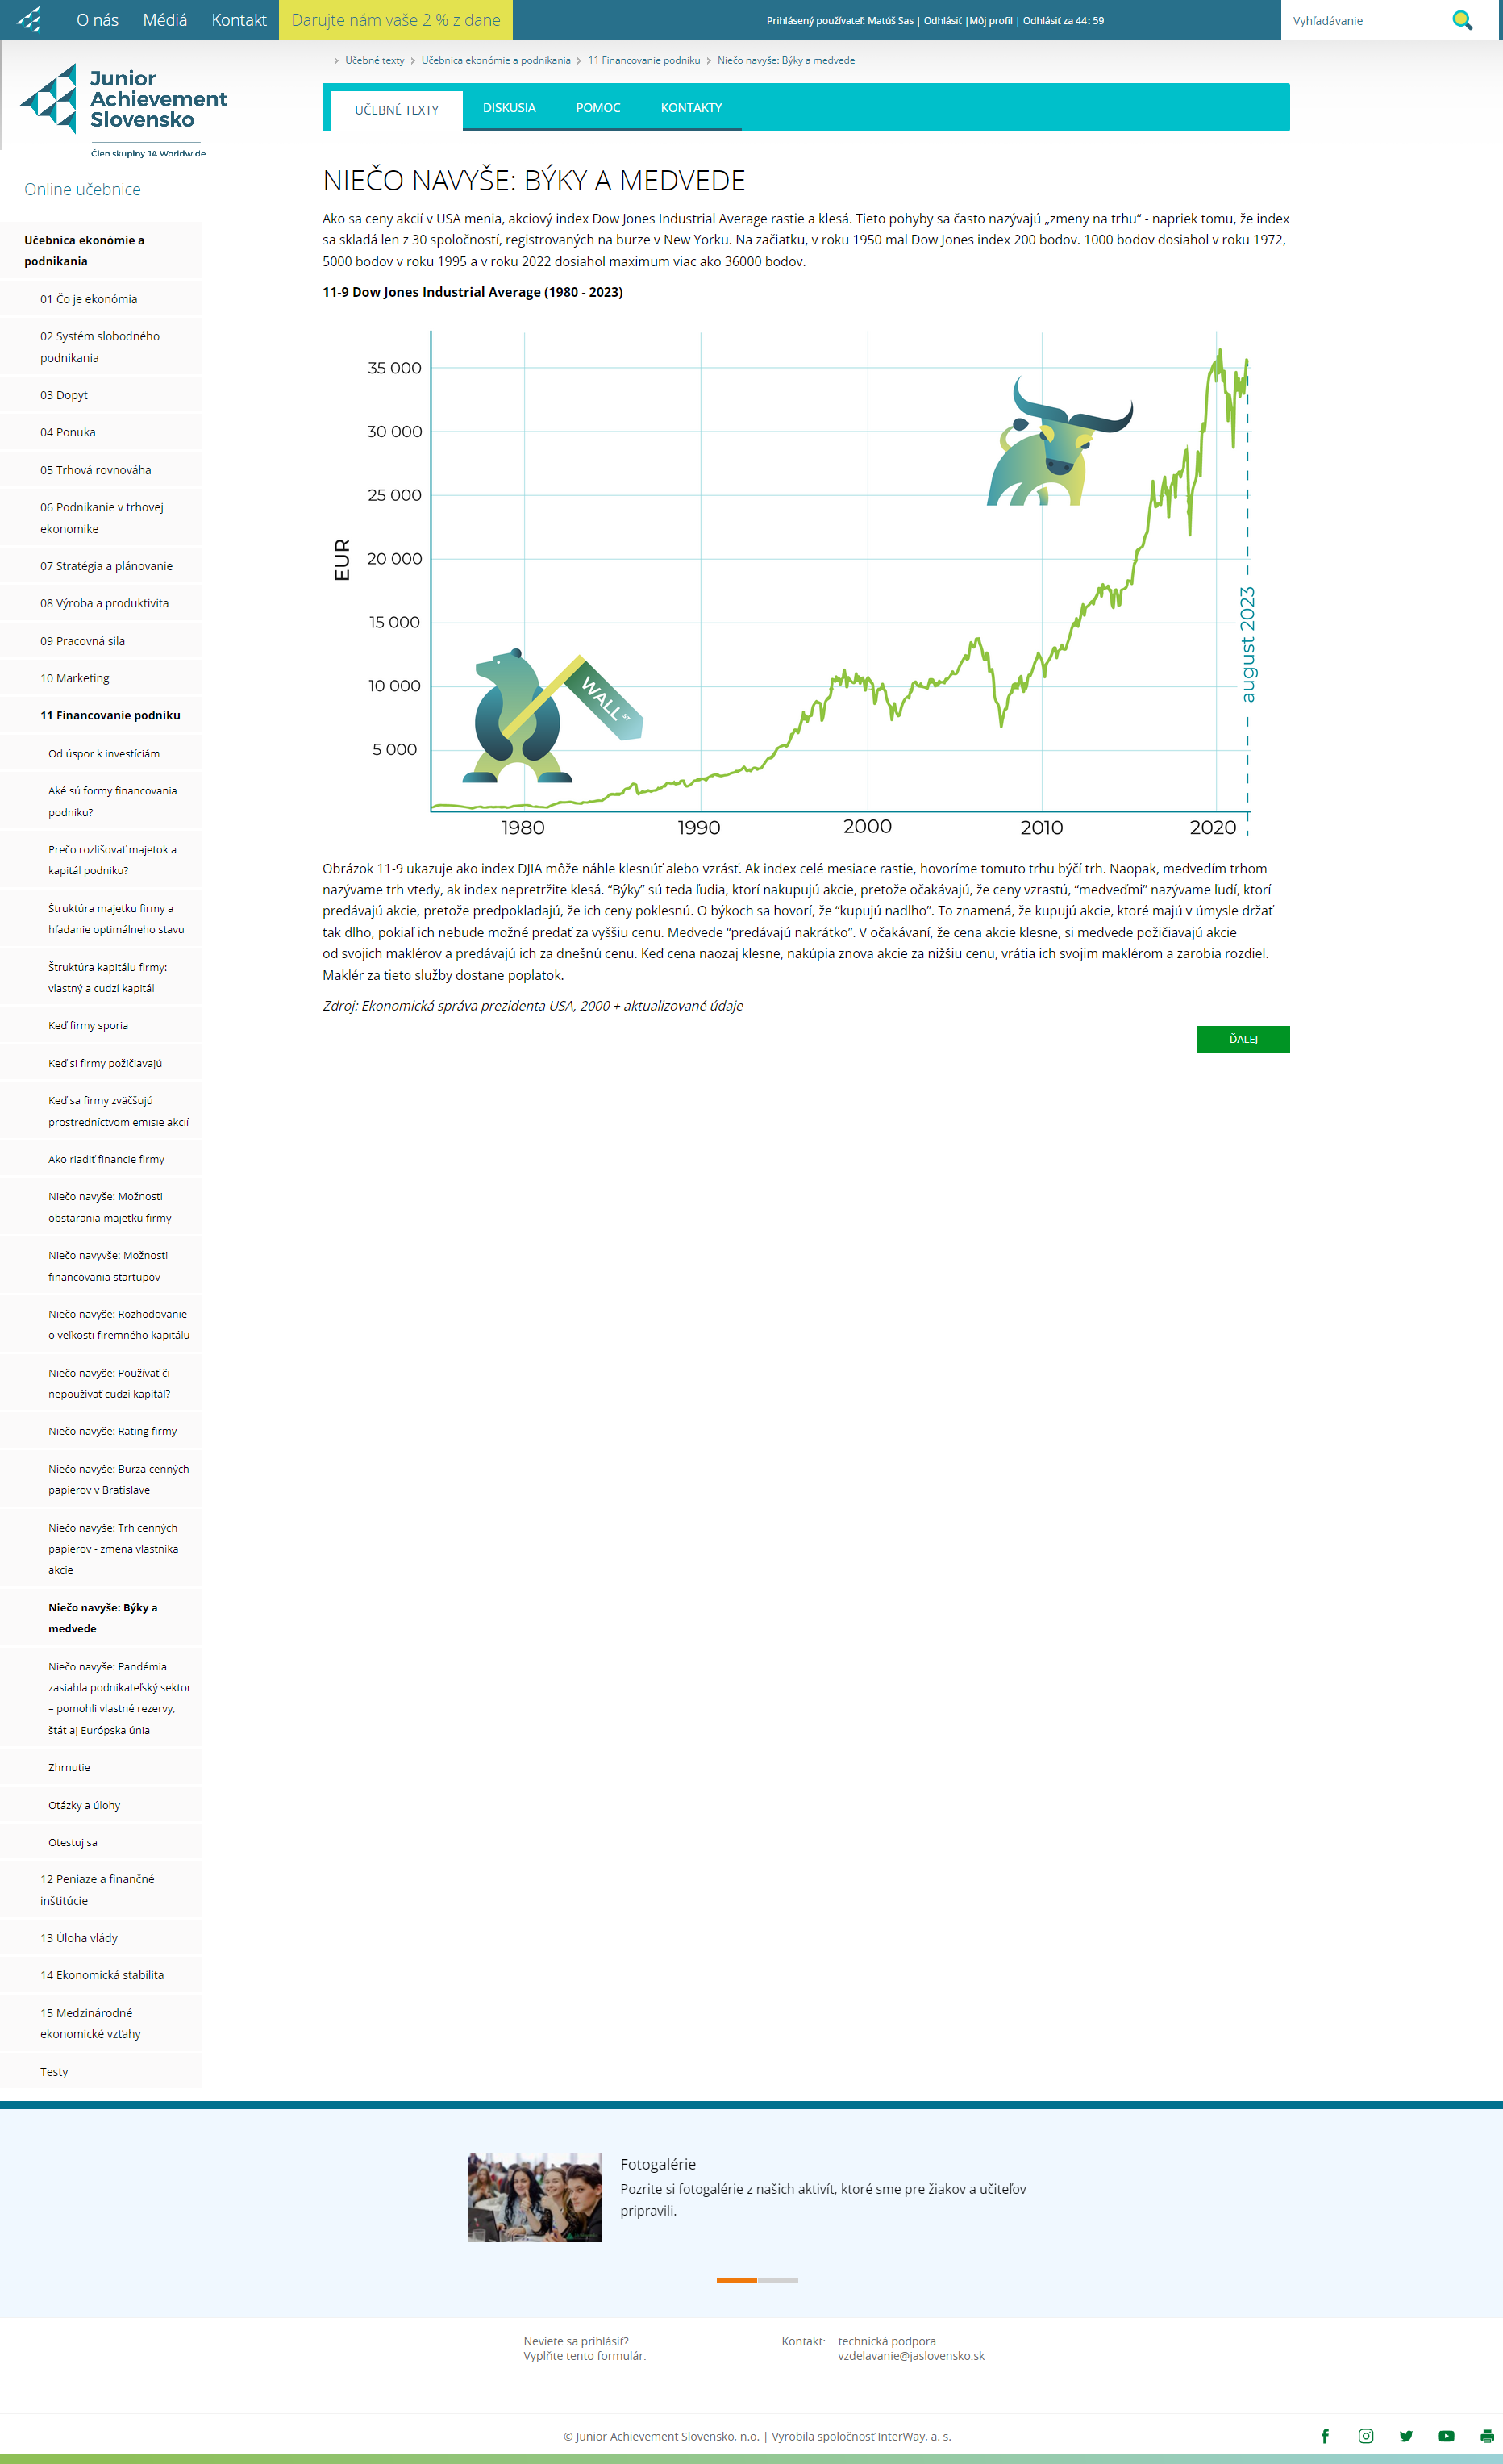 O nás Médiá Kontakt Darujte nám vaše 2 % z dane Prihlásený používateľ: Matúš Sas | Odhlásiť |Môj profil | Odhlásiť za 44: 59 Vyhľadávanie
Junior
Achievement
Slovensko
Člen skupiny JA Worldwide
Online učebnice
Učebnica ekonómie a
podnikania
01 Čo je ekonómia
02 Systém slobodného
podnikania
03 Dopyt
04 Ponuka
05 Trhová rovnováha
06 Podnikanie v trhovej
ekonomike
07 Stratégia a plánovanie
08 Výroba a produktivita
09 Pracovná sila
10 Marketing
11 Financovanie podniku
Od úspor k investíciám
Aké sú formy financovania
podniku?
Prečo rozlišovať majetok a
kapitál podniku?
Štruktúra majetku firmy a
hľadanie optimálneho stavu
Štruktúra kapitálu firmy:
vlastný a cudzí kapitál
Keď firmy sporia
Keď si firmy požičiavajú
Keď sa firmy zväčšujú
prostredníctvom emisie akcií
Ako riadiť financie firmy
Niečo navyše: Možnosti
obstarania majetku firmy
Niečo navyvše: Možnosti
financovania startupov
Niečo navyše: Rozhodovanie
o veľkosti firemného kapitálu
Niečo navyše: Používať či
nepoužívať cudzí kapitál?
Niečo navyše: Rating firmy
Niečo navyše: Burza cenných
papierov v Bratislave
Niečo navyše: Trh cenných
papierov - zmena vlastníka
akcie
Niečo navyše: Býky a
medvede
Niečo navyše: Pandémia
zasiahla podnikateľský sektor
– pomohli vlastné rezervy,
štát aj Európska únia
Zhrnutie
Otázky a úlohy
Otestuj sa
12 Peniaze a finančné
inštitúcie
13 Úloha vlády
14 Ekonomická stabilita
15 Medzinárodné
ekonomické vzťahy
Testy
Učebné texty Učebnica ekonómie a podnikania 11 Financovanie podniku Niečo navyše: Býky a medvede
UČEBNÉ TEXTY DISKUSIA POMOC KONTAKTY
NIEČO NAVYŠE: BÝKY A MEDVEDE
Ako sa ceny akcií v USA menia, akciový index Dow Jones Industrial Average rastie a klesá. Tieto pohyby sa často nazývajú „zmeny na trhu“ - napriek tomu, že index
sa skladá len z 30 spoločností, registrovaných na burze v New Yorku. Na začiatku, v roku 1950 mal Dow Jones index 200 bodov. 1000 bodov dosiahol v roku 1972,
5000 bodov v roku 1995 a v roku 2022 dosiahol maximum viac ako 36000 bodov.
11-9 Dow Jones Industrial Average (1980 - 2023)
35 000
30 000
25 000
20 000
15 000
10 000
5 000
EUR
WALL ST
august 2023
1980 1990 2000 2010 2020
Obrázok 11-9 ukazuje ako index DJIA môže náhle klesnúť alebo vzrásť. Ak index celé mesiace rastie, hovoríme tomuto trhu býčí trh. Naopak, medvedím trhom
nazývame trh vtedy, ak index nepretržite klesá. “Býky” sú teda ľudia, ktorí nakupujú akcie, pretože očakávajú, že ceny vzrastú, “medveďmi” nazývame ľudí, ktorí
predávajú akcie, pretože predpokladajú, že ich ceny poklesnú. O býkoch sa hovorí, že “kupujú nadlho”. To znamená, že kupujú akcie, ktoré majú v úmysle držať
tak dlho, pokiaľ ich nebude možné predať za vyššiu cenu. Medvede “predávajú nakrátko”. V očakávaní, že cena akcie klesne, si medvede požičiavajú akcie
od svojich maklérov a predávajú ich za dnešnú cenu. Keď cena naozaj klesne, nakúpia znova akcie za nižšiu cenu, vrátia ich svojim maklérom a zarobia rozdiel.
Maklér za tieto služby dostane poplatok.
Zdroj: Ekonomická správa prezidenta USA, 2000 + aktualizované údaje
ĎALEJ
Fotogalérie
Pozrite si fotogalérie z našich aktivít, ktoré sme pre žiakov a učiteľov
pripravili.
Neviete sa prihlásiť?
Vyplňte tento formulár.
Kontakt: technická podpora
vzdelavanie@jaslovensko.sk
© Junior Achievement Slovensko, n.o. | Vyrobila spoločnosť InterWay, a. s.